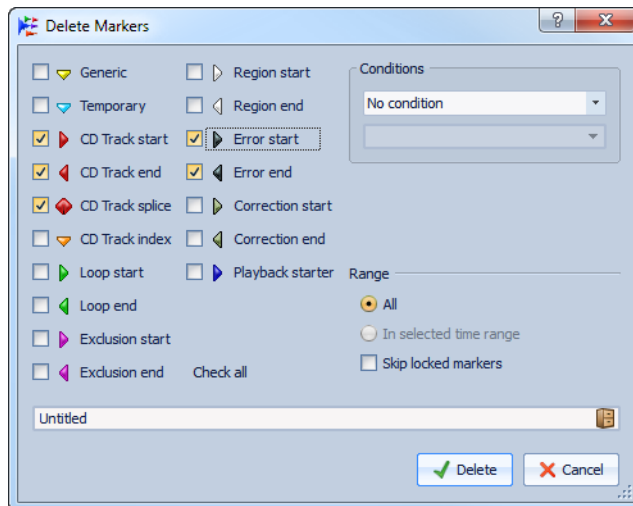 Delete Markers
?
Generic
Region start
Conditions
Temporary
Region end
No condition
CD Track start
Error start
CD Track end
Error end
CD Track splice
Correction start
CD Track index
Correction end
Loop start
Playback starter
Range
Loop end
All
Exclusion start
In selected time range
Exclusion end
Check all
Skip locked markers
Untitled
Delete
Cancel